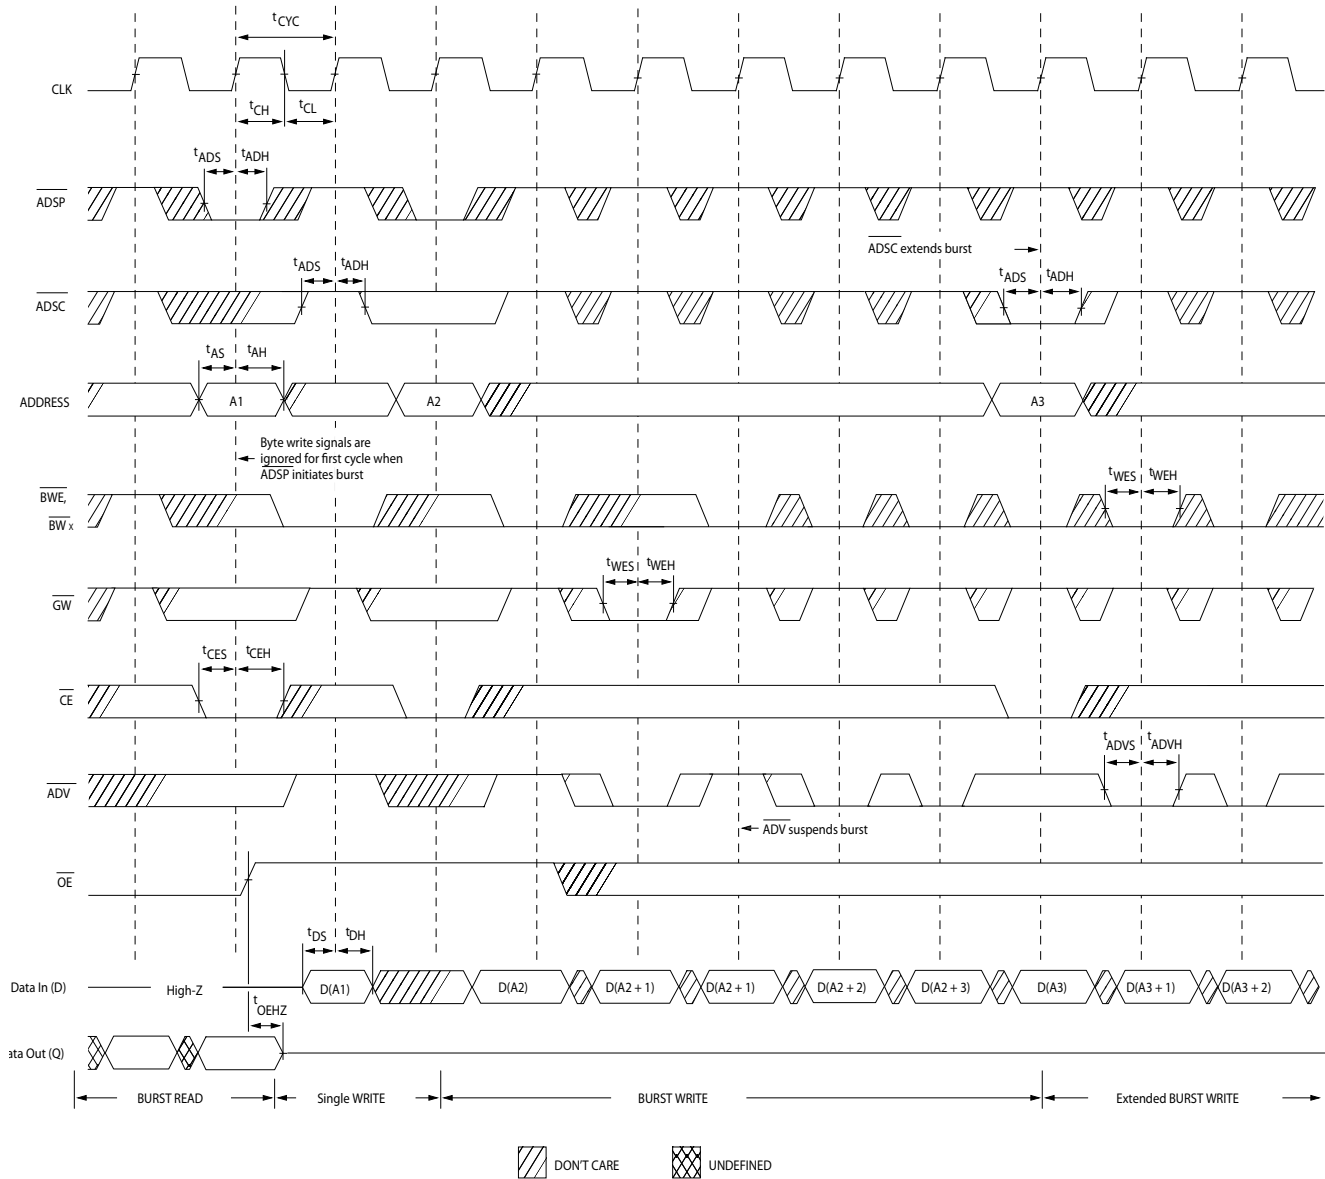 tCYC
CLK
tCH
tCL
tADS
tADH
ADSP
ADSC extends burst
tADS
tADH
tADS
tADH
ADSC
tAS
tAH
ADDRESS
A1
A2
A3
Byte write signals are
ignored for first cycle when
ADSP initiates burst
tWES
tWEH
BWE,
BW X
tWES
tWEH
GW
tCES
tCEH
CE
tADVS
tADVH
ADV
ADV suspends burst
OE
tDS
tDH
Data In (D)
High-Z
D(A1)
D(A2)
D(A2 + 1)
D(A2 + 1)
D(A2 + 2)
D(A2 + 3)
D(A3)
D(A3 + 1)
D(A3 + 2)
tOEHZ
ata Out (Q)
BURST READ
Single WRITE
BURST WRITE
Extended BURST WRITE
DON'T CARE
UNDEFINED